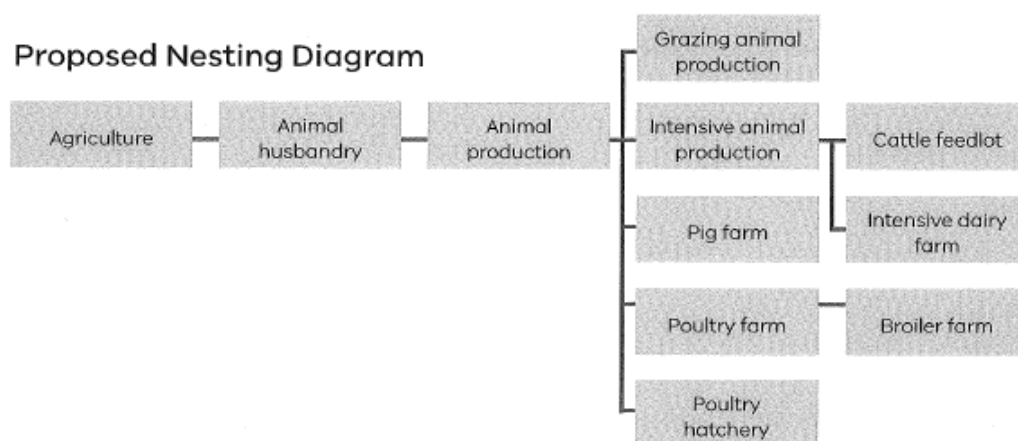 Proposed Nesting Diagram
Agriculture
Animal
husbandry
Animal
production
Grazing animal
production
Intensive animal
production
Cattle feedlot
Intensive dairy
farm
Pig farm
Poultry farm
Broiler farm
Poultry
hatchery